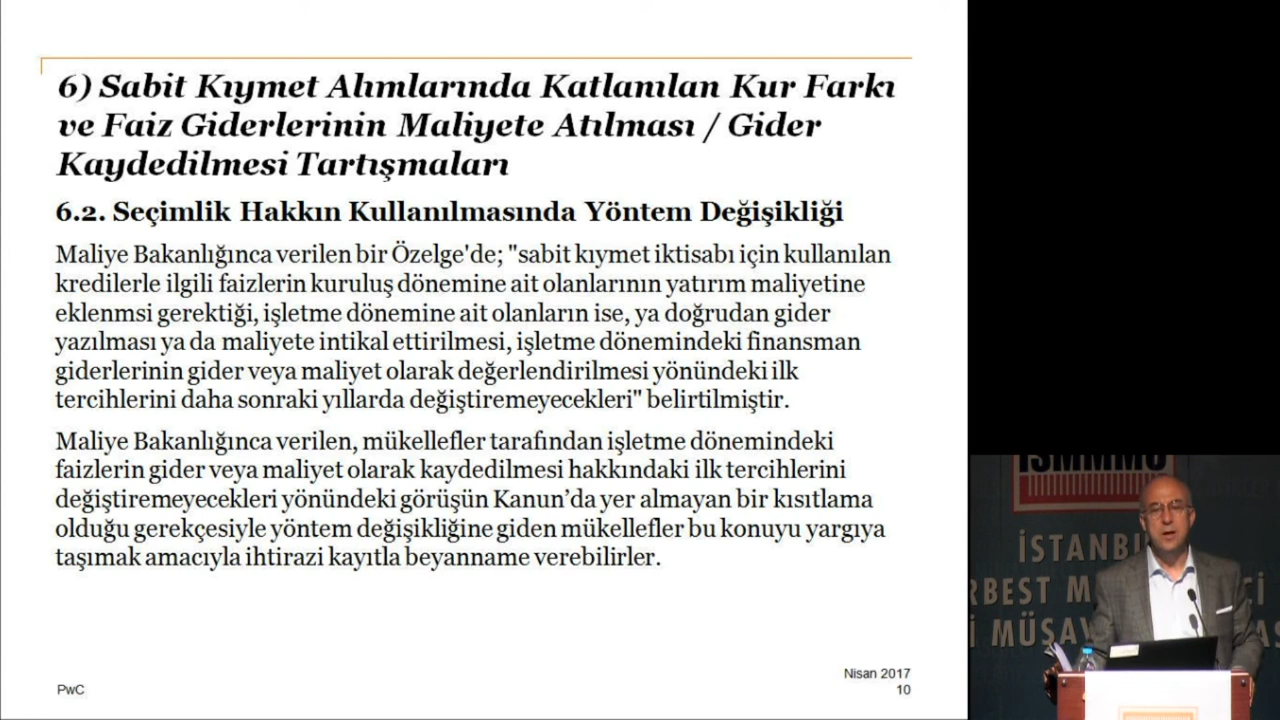 6) Sabit Kıymet Alımlarında Katlanılan Kur Farkı
ve Faiz Giderlerinin Maliyete Atılması / Gider
Kaydedilmesi Tartışmaları
6.2. Seçimlik Hakkın Kullanılmasında Yöntem Değişikliği
Maliye Bakanlığınca verilen bir Özelge'de; "sabit kıymet iktisabı için kullanılan
kredilerle ilgili faizlerin kuruluş dönemine ait olanlarının yatırım maliyetine
eklenmsi gerektiği, işletme dönemine ait olanların ise, ya doğrudan gider
yazılması ya da maliyete intikal ettirilmesi, işletme dönemindeki finansman
giderlerinin gider veya maliyet olarak değerlendirilmesi yönündeki ilk
tercihlerini daha sonraki yıllarda değiştiremeyecekleri" belirtilmiştir.
Maliye Bakanlığınca verilen, mükellefler tarafından işletme dönemindeki
faizlerin gider veya maliyet olarak kaydedilmesi hakkındaki ilk tercihlerini
değiştiremeyecekleri yönündeki görüşün Kanun’da yer almayan bir kısıtlama
olduğu gerekçesiyle yöntem değişikliğine giden mükellefler bu konuyu yargıya
taşımak amacıyla ihtirazi kayıtla beyanname verebilirler.
PwC
Nisan 2017
10
İSMMMO
İSTANBU
RBEST M Cİ
İ MÜŞAV AS